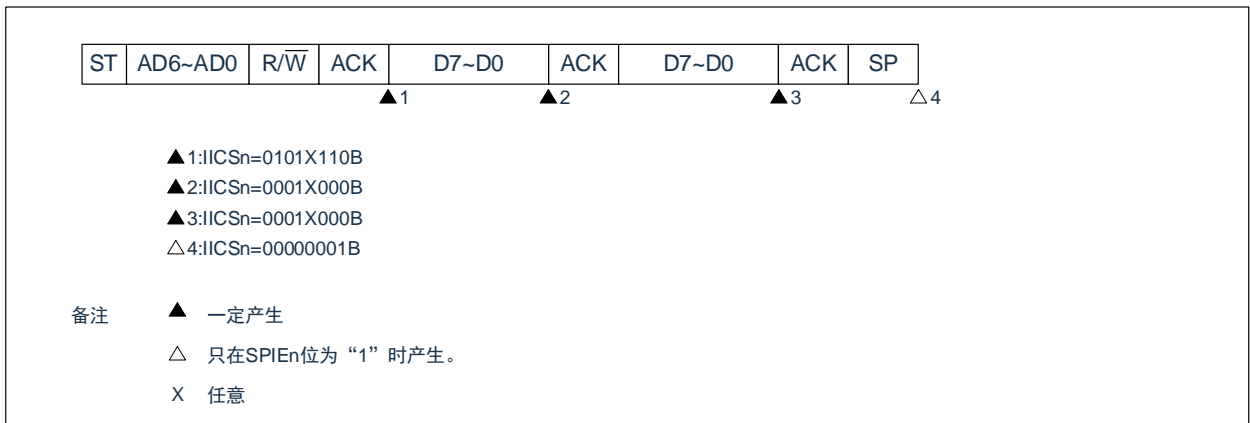 ST AD6~AD0 R/W̅ ACK D7~D0 ACK D7~D0 ACK SP
▲1 ▲2 ▲3 △4
▲1:IICSn=0101X110B
▲2:IICSn=0001X000B
▲3:IICSn=0001X000B
△4:IICSn=00000001B
备注 ▲ 一定产生
△ 只在SPIEn位为“1”时产生。
X 任意